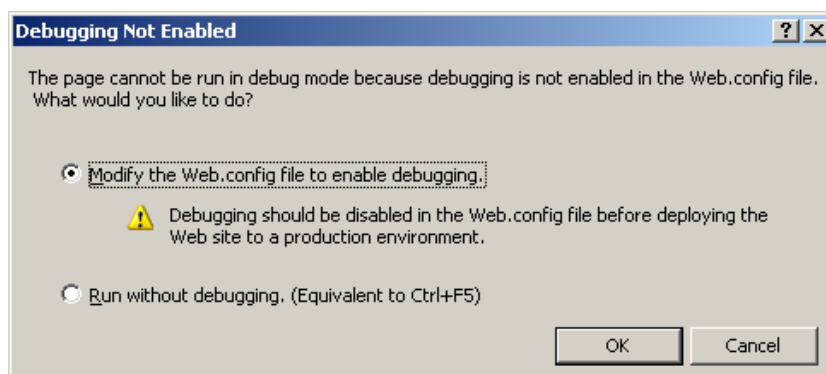 Debugging Not Enabled
The page cannot be run in debug mode because debugging is not enabled in the Web.config file.
What would you like to do?
Modify the Web.config file to enable debugging.
Debugging should be disabled in the Web.config file before deploying the
Web site to a production environment.
Run without debugging. (Equivalent to Ctrl+F5)
OK Cancel